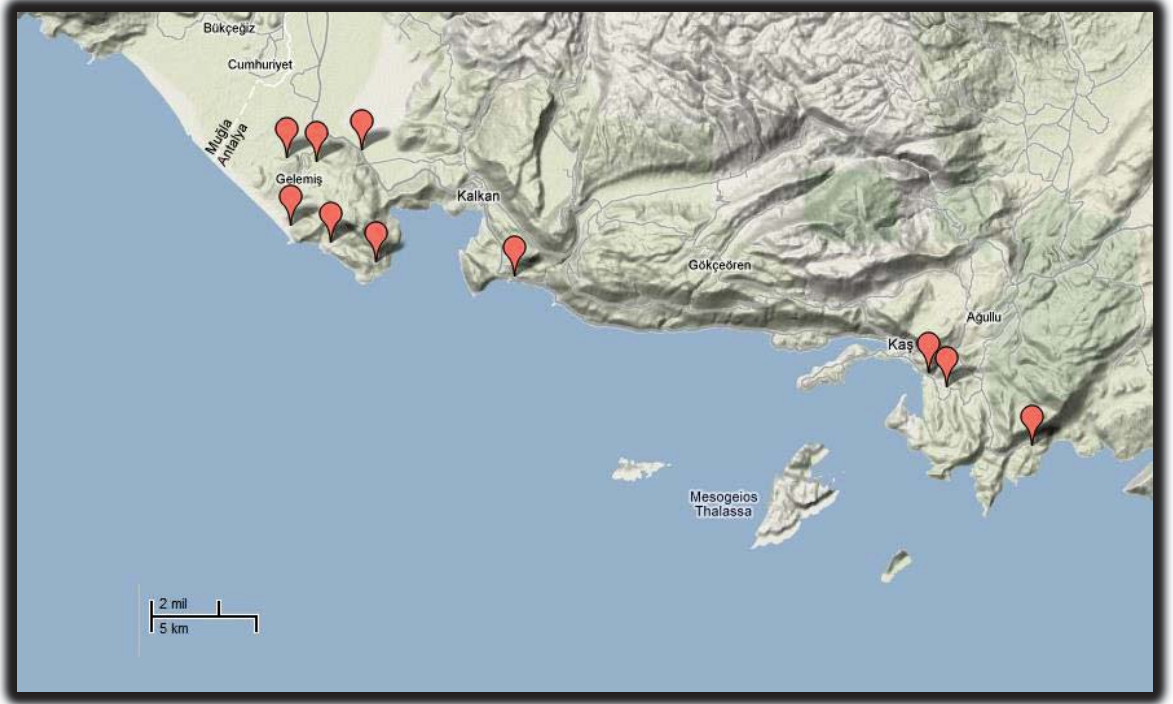 Bükçeğiz
Cumhuriyet
Muğla
Antalya
Gelemiş
Kalkan
Gökçeören
Ağullu
Kaş
Mesogeios
Thalassa
2 mil
5 km